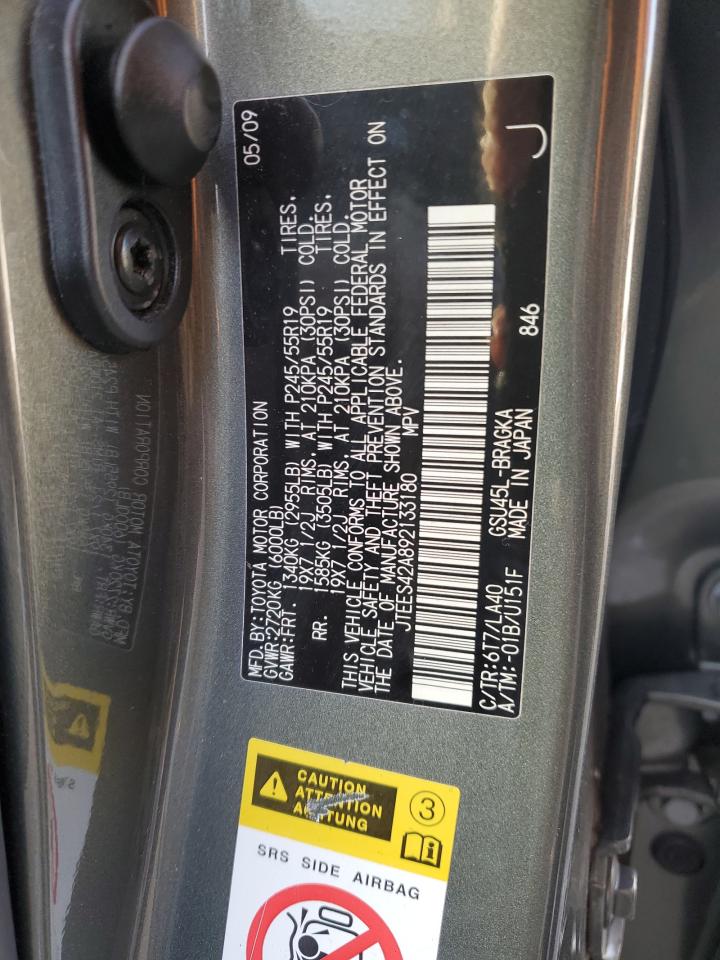 MFD.BY:TOYOTA MOTOR CORPORATION 05/09
GVWR:2720KG (6000LB)
GAWR:FRT. 1340KG (2955LB) WITH P245/55R19 TIRES,
19X7 1/2J RIMS, AT 210KPA (30PSI) COLD.
RR. 1585KG (3505LB) WITH P245/55R19 TIRES,
19X7 1/2J RIMS, AT 210KPA (30PSI) COLD.
THIS VEHICLE CONFORMS TO ALL APPLICABLE FEDERAL MOTOR
VEHICLE SAFETY AND THEFT PREVENTION STANDARDS IN EFFECT ON
THE DATE OF MANUFACTURE SHOWN ABOVE.
JTEES42A892133180 MPV
C/TR:6T7/LA40 GSU45L-BRAGKA
A/TM:-01B/U151F MADE IN JAPAN 846
J
CAUTION
ATTENTION
ACHTUNG
3
i
SRS SIDE AIRBAG